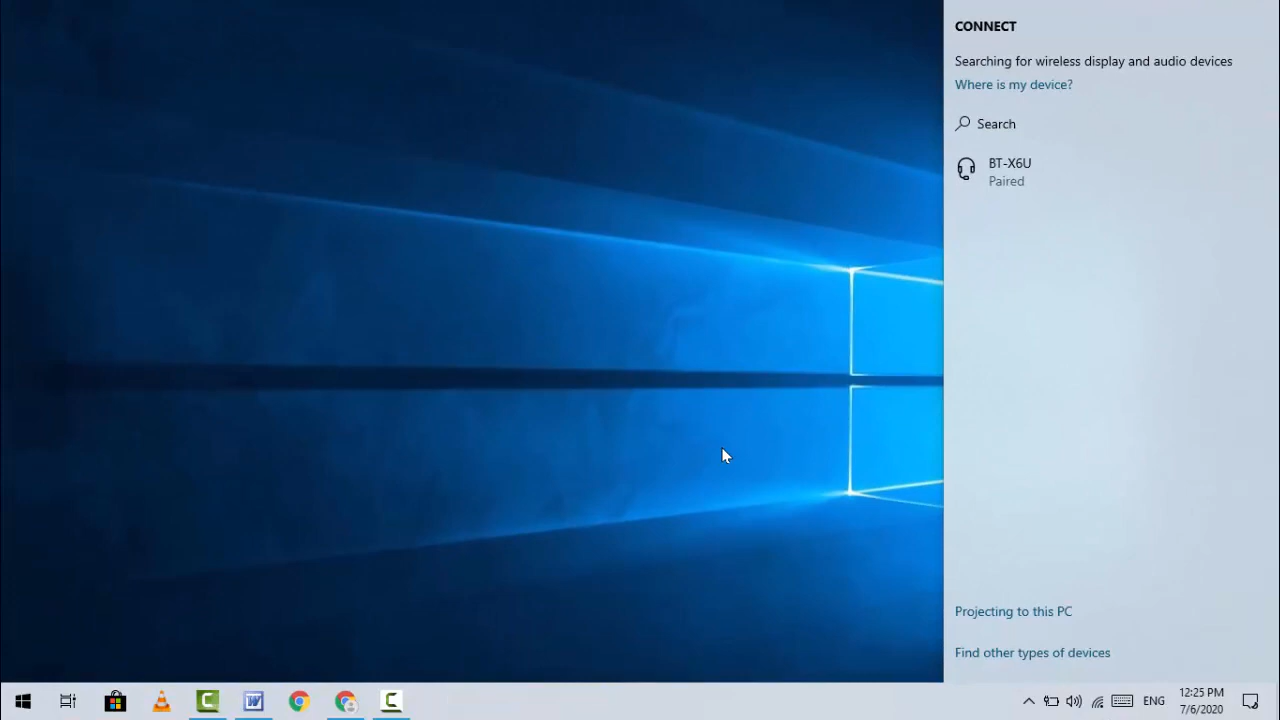 CONNECT
Searching for wireless display and audio devices
Where is my device?
Search
BT-X6U
Paired
Projecting to this PC
Find other types of devices
ENG
12:25 PM
7/6/2020